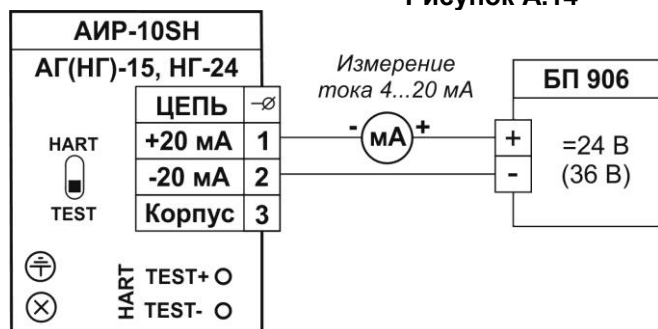 Рисунок А.14
АИР-10SH
АГ(НГ)-15, НГ-24
ЦЕПЬ
HART
TEST
+20 мА 1
-20 мА 2
Корпус 3
HART
TEST+
TEST-
Измерение
тока 4...20 мА
- мА +
БП 906
+
-
=24 В
(36 В)